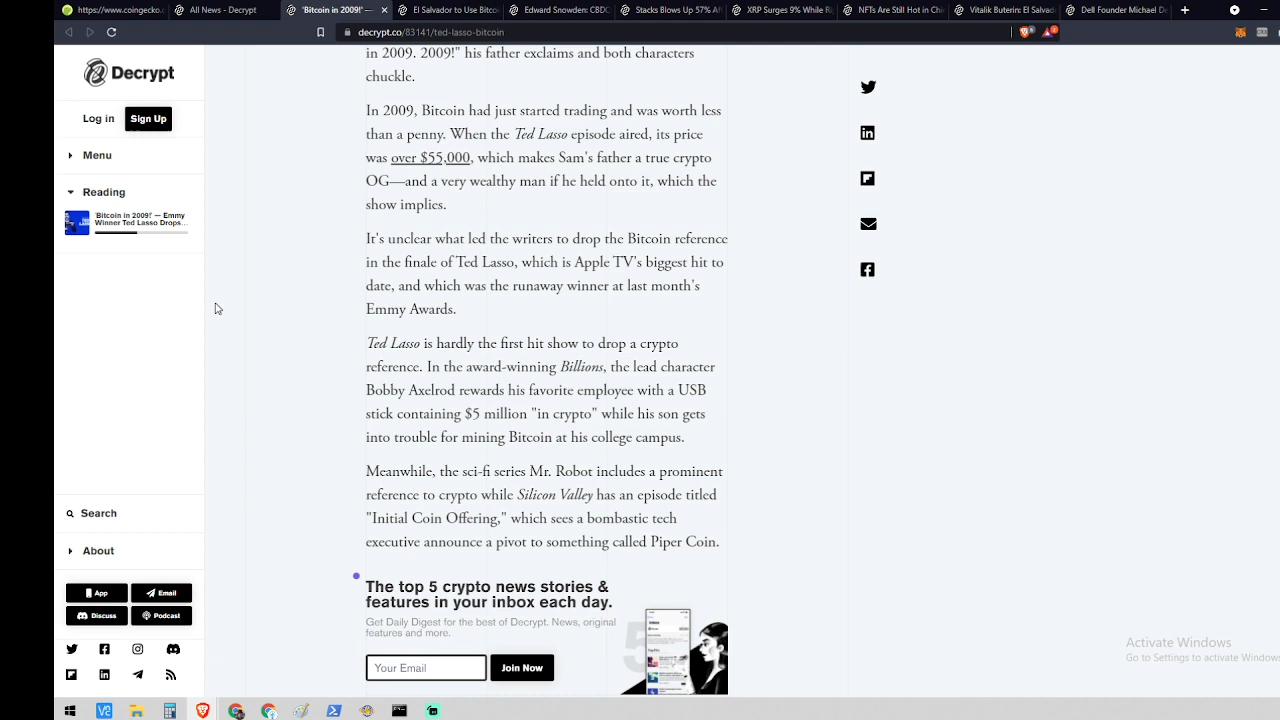 https://www.coingecko.c
All News - Decrypt
'Bitcoin in 2009!' —
El Salvador to Use Bitcoin
Edward Snowden: CBDC
Stacks Blows Up 57% Af
XRP Surges 9% While Ri
NFTs Are Still Hot in Chi
Vitalik Buterin: El Salvad
Dell Founder Michael De
decrypt.co/83141/ted-lasso-bitcoin
Decrypt
Log in
Sign Up
Menu
Reading
'Bitcoin in 2009!' — Emmy
Winner Ted Lasso Drops...
Search
About
App
Email
Discuss
Podcast
in 2009. 2009!" his father exclaims and both characters
chuckle.
In 2009, Bitcoin had just started trading and was worth less
than a penny. When the Ted Lasso episode aired, its price
was over $55,000, which makes Sam's father a true crypto
OG—and a very wealthy man if he held onto it, which the
show implies.
It's unclear what led the writers to drop the Bitcoin reference
in the finale of Ted Lasso, which is Apple TV's biggest hit to
date, and which was the runaway winner at last month's
Emmy Awards.
Ted Lasso is hardly the first hit show to drop a crypto
reference. In the award-winning Billions, the lead character
Bobby Axelrod rewards his favorite employee with a USB
stick containing $5 million "in crypto" while his son gets
into trouble for mining Bitcoin at his college campus.
Meanwhile, the sci-fi series Mr. Robot includes a prominent
reference to crypto while Silicon Valley has an episode titled
"Initial Coin Offering," which sees a bombastic tech
executive announce a pivot to something called Piper Coin.
The top 5 crypto news stories &
features in your inbox each day.
Get Daily Digest for the best of Decrypt. News, original
features and more.
Your Email
Join Now
5
Activate Windows
Go to Settings to activate Windows